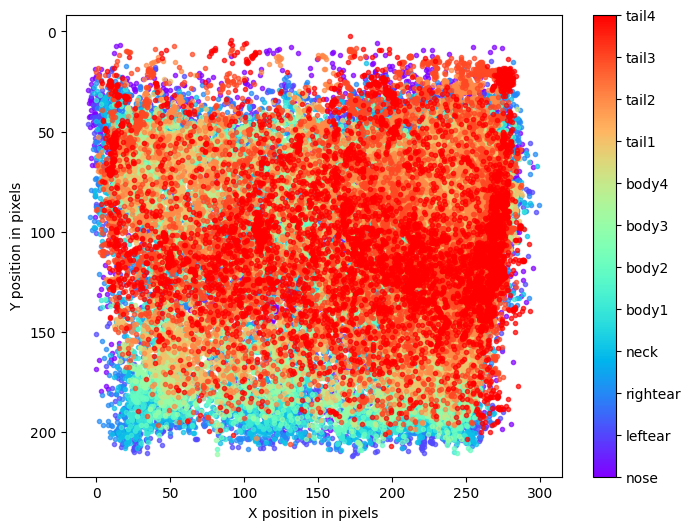 0
50
100
150
200
0
50
100
150
200
250
300
X position in pixels
Y position in pixels
tail4
tail3
tail2
tail1
body4
body3
body2
body1
neck
rightear
leftear
nose